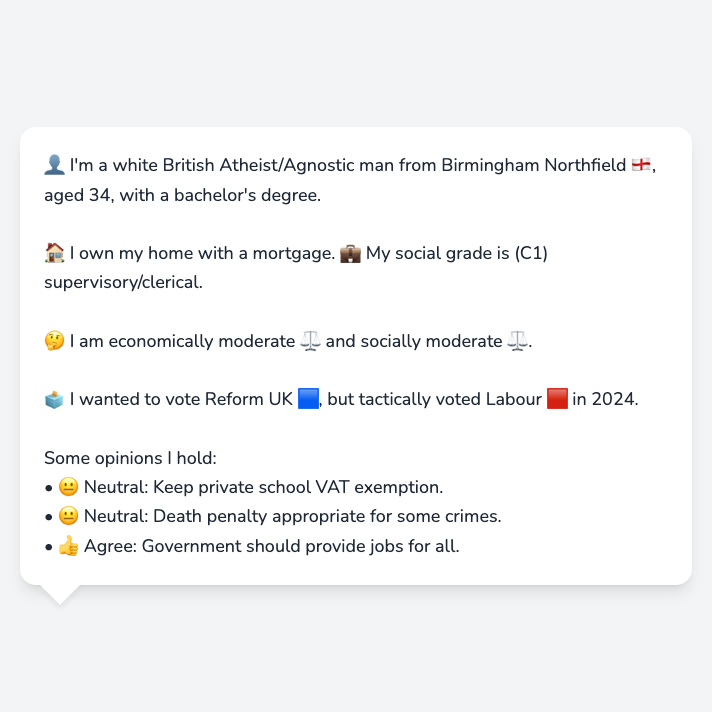 👤 I'm a white British Atheist/Agnostic man from Birmingham Northfield 🏴󠁧󠁢󠁥󠁮󠁧󠁿,
aged 34, with a bachelor's degree.
🏠 I own my home with a mortgage. 💼 My social grade is (C1)
supervisory/clerical.
🤔 I am economically moderate ⚖️ and socially moderate ⚖️.
🗳️ I wanted to vote Reform UK 🟦, but tactically voted Labour 🟥 in 2024.
Some opinions I hold:
• 😐 Neutral: Keep private school VAT exemption.
• 😐 Neutral: Death penalty appropriate for some crimes.
• 👍 Agree: Government should provide jobs for all.